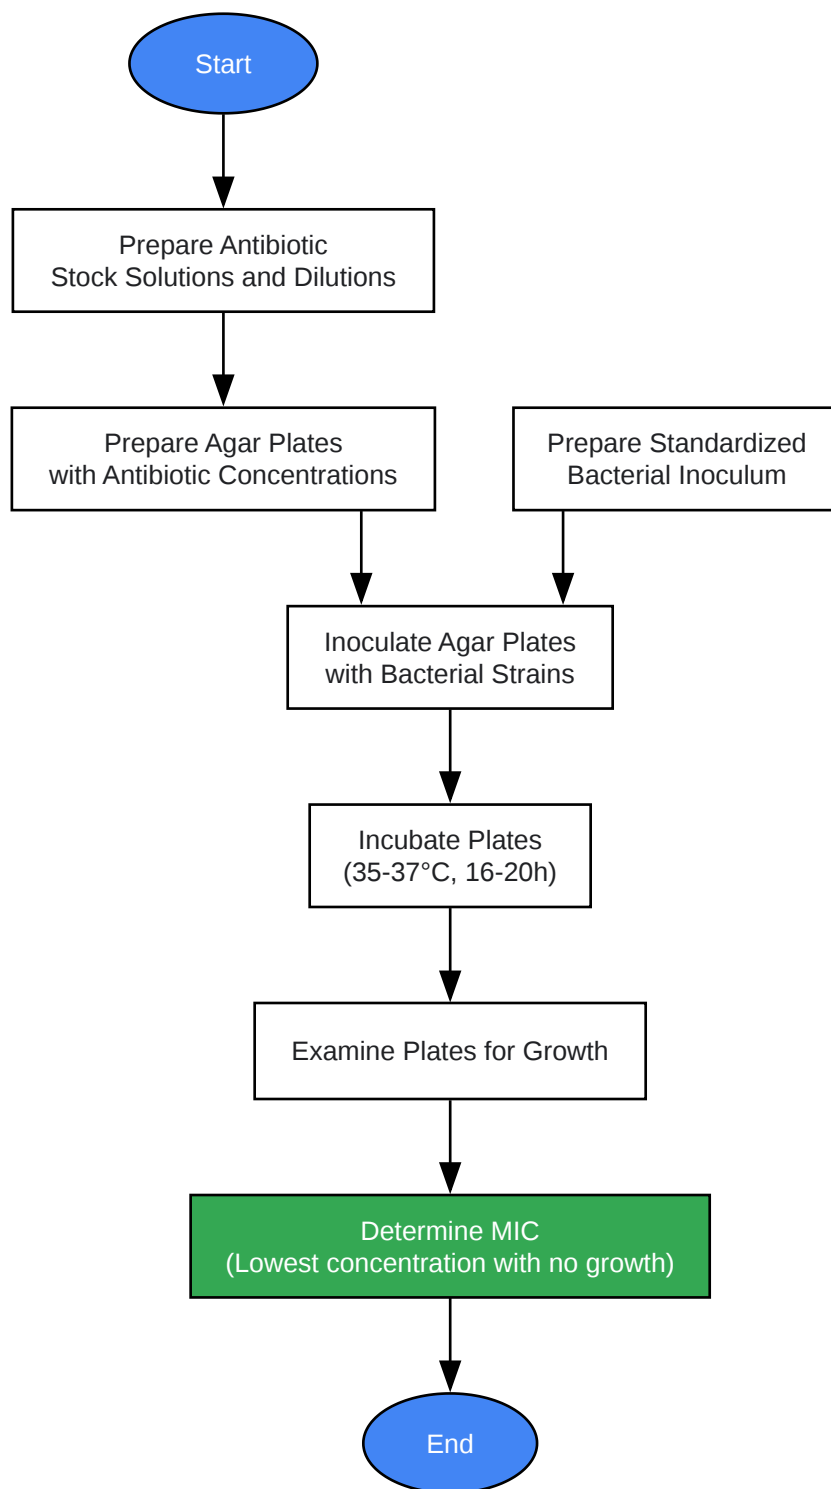 Start
Prepare Antibiotic
Stock Solutions and Dilutions
Prepare Agar Plates
with Antibiotic Concentrations
Prepare Standardized
Bacterial Inoculum
Inoculate Agar Plates
with Bacterial Strains
Incubate Plates
(35-37°C, 16-20h)
Examine Plates for Growth
Determine MIC
(Lowest concentration with no growth)
End